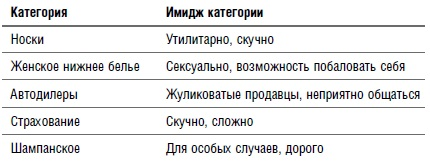 Категория Имидж категории
Носки Утилитарно, скучно
Женское нижнее белье Сексуально, возможность побаловать себя
Автодилеры Жуликоватые продавцы, неприятно общаться
Страхование Скучно, сложно
Шампанское Для особых случаев, дорого